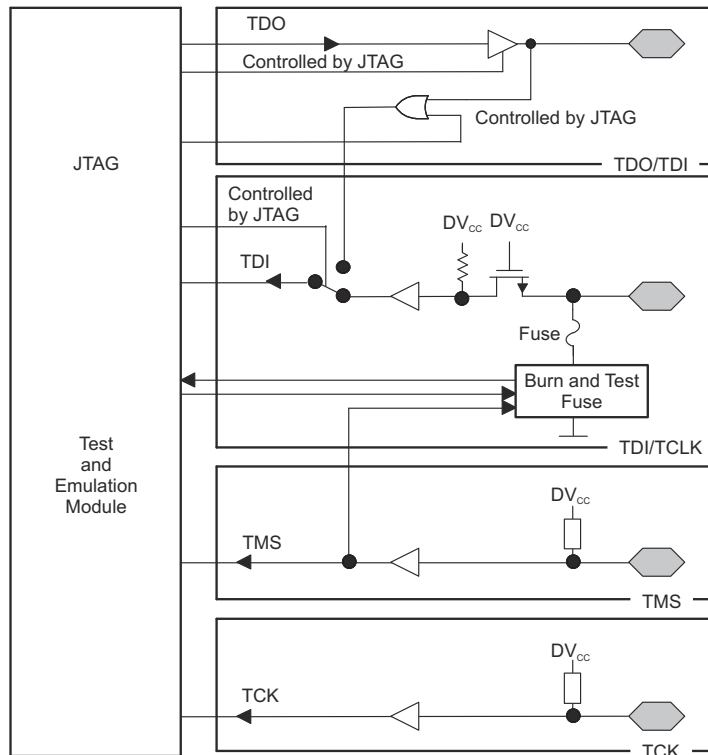 TDO
Controlled by JTAG
Controlled by JTAG
TDO/TDI
JTAG
Controlled
by JTAG
TDI
DVCC
DVCC
Fuse
Burn and Test
Fuse
TDI/TCLK
Test
and
Emulation
Module
TMS
DVCC
TMS
TCK
DVCC
TCK